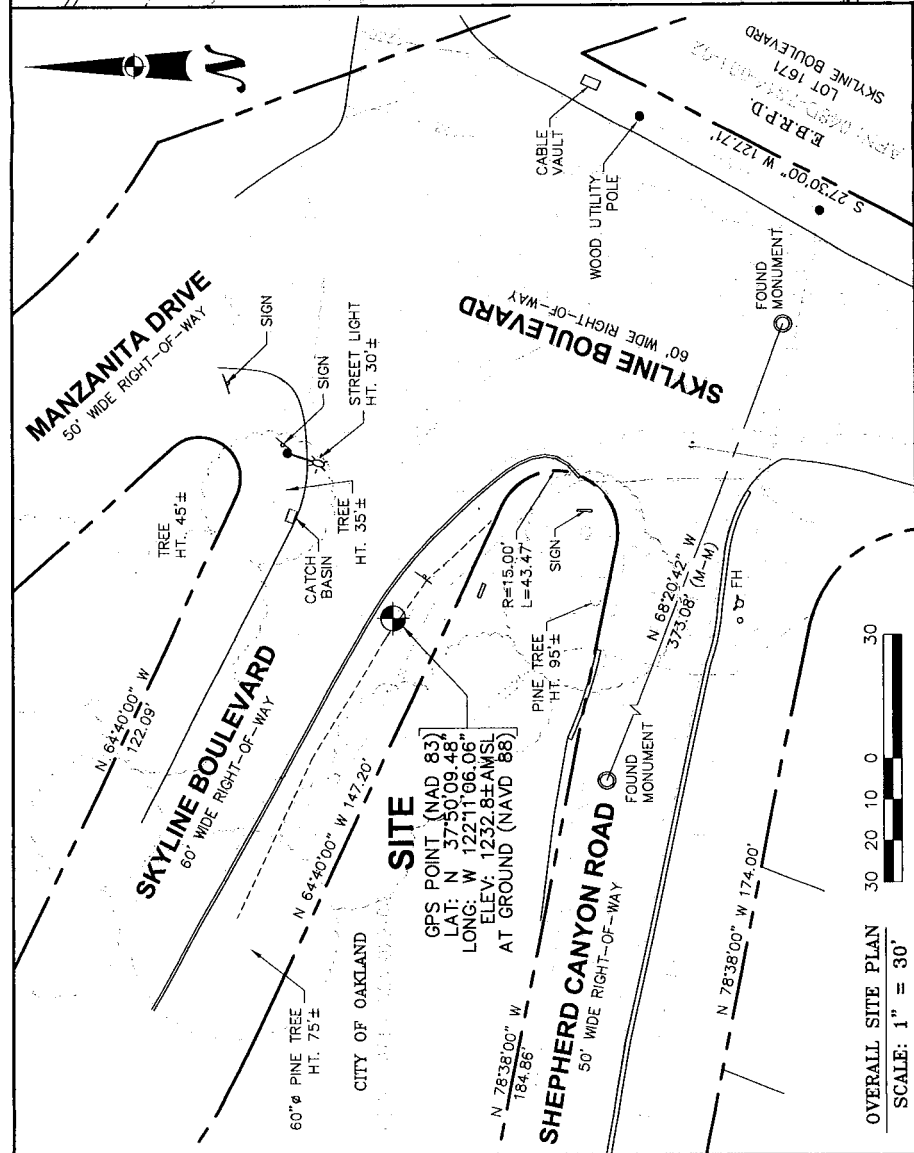 N
MANZANITA DRIVE
50' WIDE RIGHT-OF-WAY
SIGN
SIGN
STREET LIGHT
HT. 30'±
TREE
HT. 45'±
TREE
HT. 35'±
CATCH
BASIN
N 64°40'00" W
122.09'
SKYLINE BOULEVARD
60' WIDE RIGHT-OF-WAY
CABLE
VAULT
WOOD UTILITY
POLE
S 27°30'00" W 127.71'
E.B.R.P.D.
LOT 1671
SKYLINE BOULEVARD
SKYLINE BOULEVARD
60' WIDE RIGHT-OF-WAY
FOUND
MONUMENT
N 64°40'00" W 147.20'
SITE
GPS POINT (NAD 83)
LAT: N 37°50'09.48"
LONG: W 122°11'06.06"
ELEV: 1232.8±AMSL
AT GROUND (NAVD 88)
60"ø PINE TREE
HT. 75'±
CITY OF OAKLAND
R=15.00'
L=43.47'
SIGN
PINE TREE
HT. 95'±
N 68°20'42" W
373.08' (M-M)
FH
FOUND
MONUMENT
N 78°38'00" W
184.86'
SHEPHERD CANYON ROAD
50' WIDE RIGHT-OF-WAY
N 78°38'00" W 174.00'
30 20 10 0 30
OVERALL SITE PLAN
SCALE: 1" = 30'